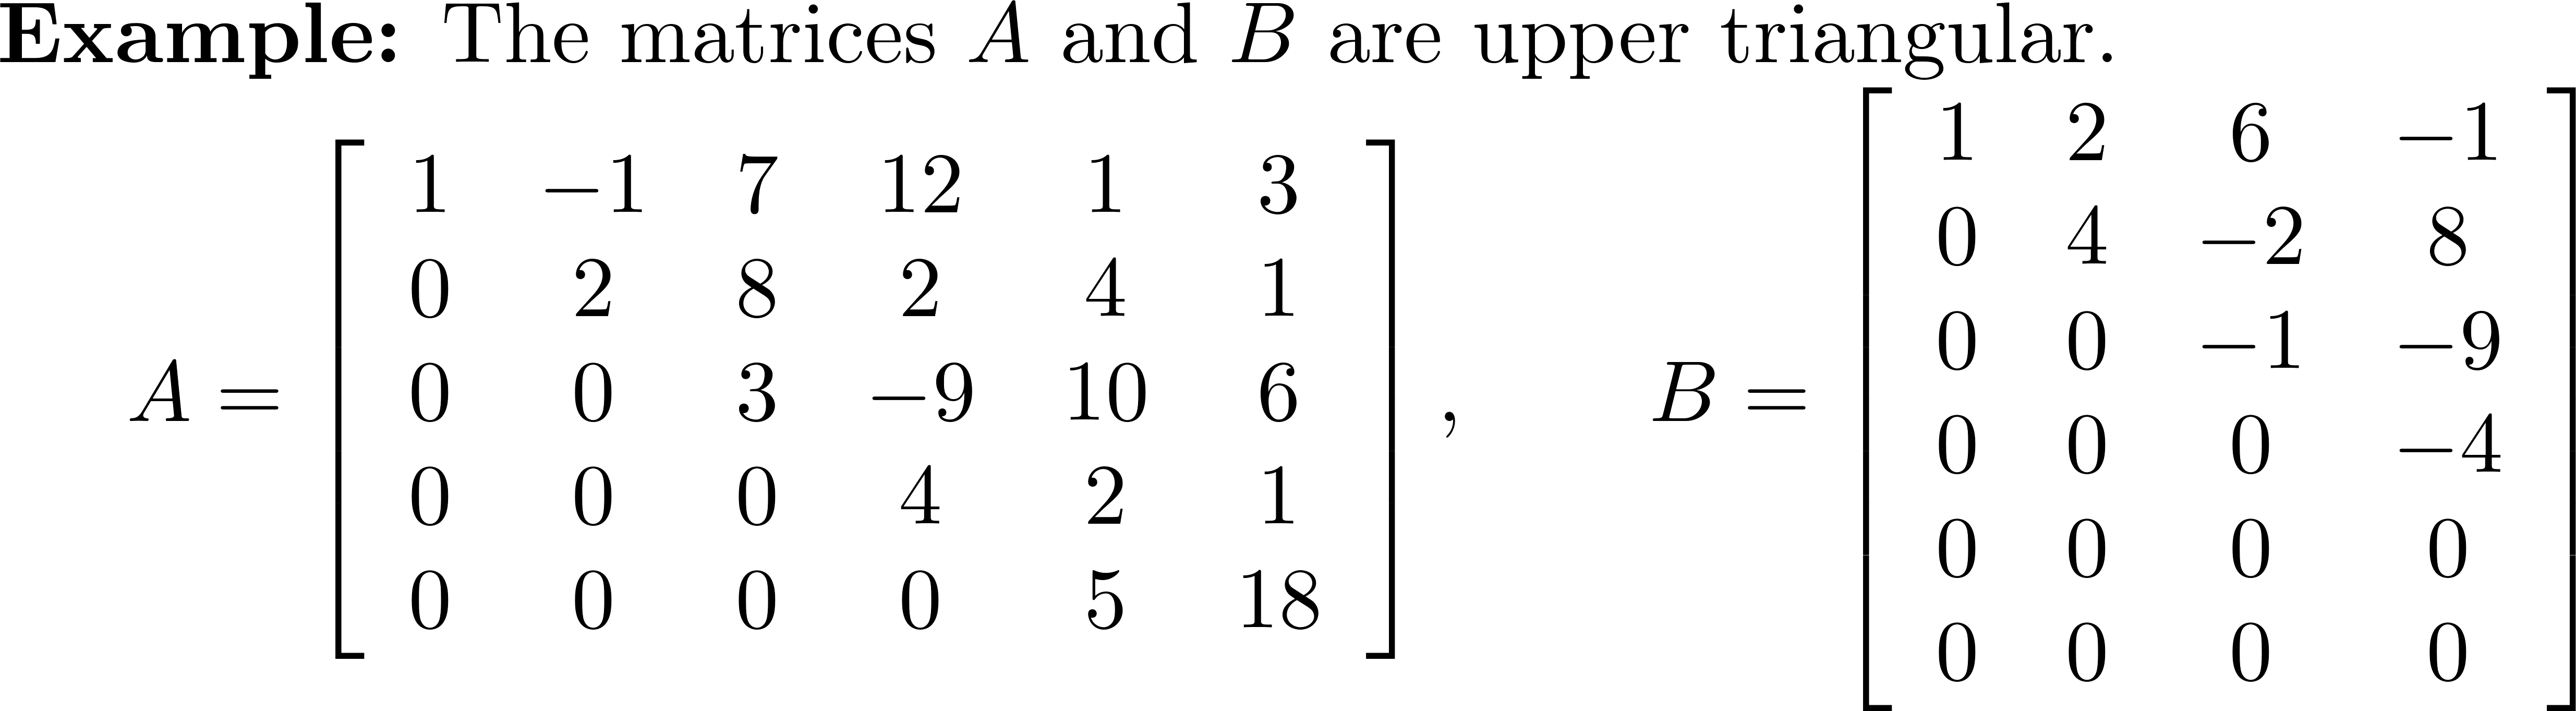 Example: The matrices A and B are upper triangular.
A = [ 1 −1 7 12 1 3
0 2 8 2 4 1
0 0 3 −9 10 6
0 0 0 4 2 1
0 0 0 0 5 18 ] ,
B = [ 1 2 6 −1
0 4 −2 8
0 0 −1 −9
0 0 0 −4
0 0 0 0
0 0 0 0 ]